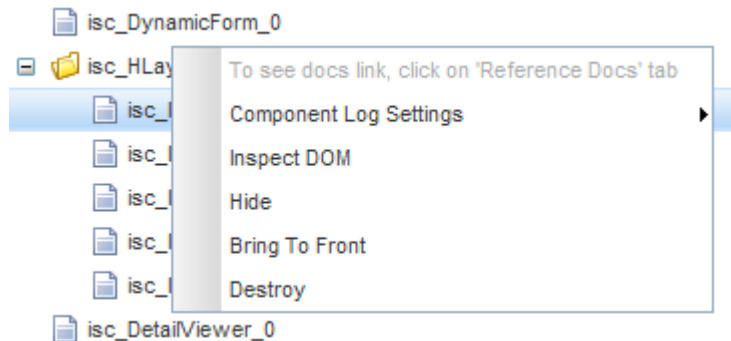 isc_DynamicForm_0
isc_HLay
To see docs link, click on 'Reference Docs' tab
isc_
Component Log Settings
isc_
Inspect DOM
isc_
Hide
isc_
Bring To Front
isc_
Destroy
isc_DetailViewer_0